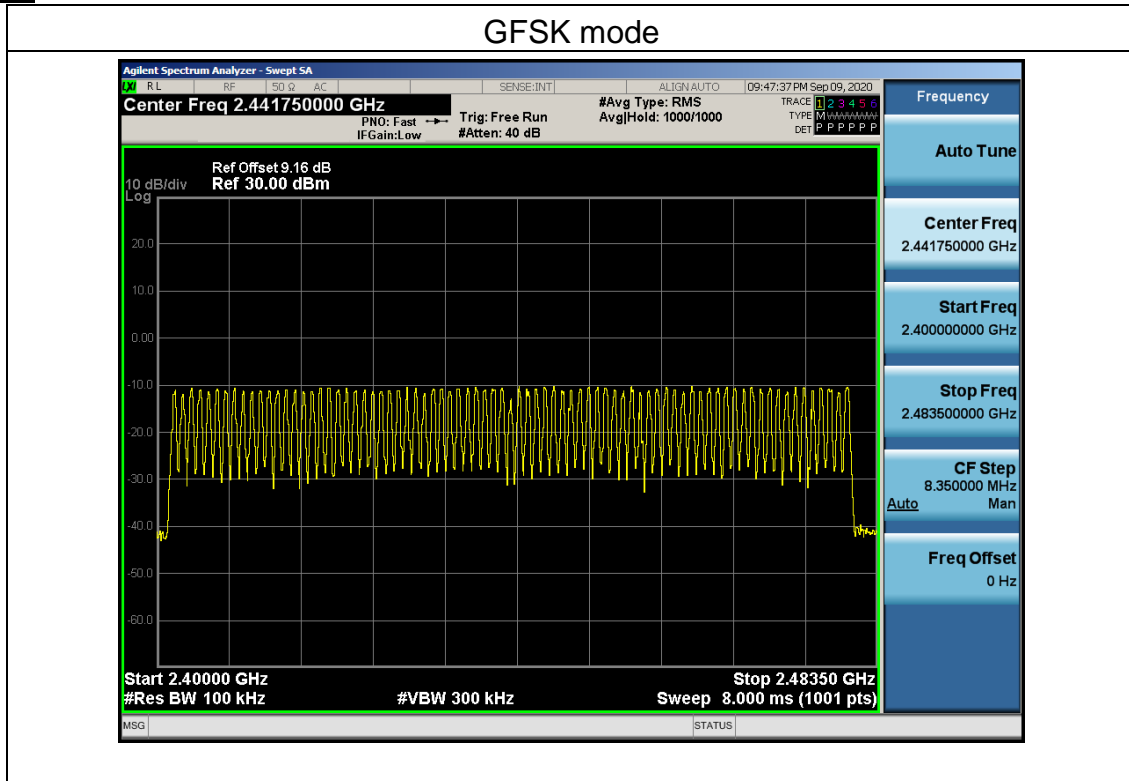 GFSK mode
Agilent Spectrum Analyzer - Swept SA
LXI RL RF 50 Ω AC SENSE:INT ALIGN AUTO 09:47:37 PM Sep 09, 2020
Center Freq 2.441750000 GHz
PNO: Fast
IFGain:Low
Trig: Free Run
#Atten: 40 dB
#Avg Type: RMS
Avg|Hold: 1000/1000
TRACE 1 2 3 4 5 6
TYPE M
DET P P P P P P
Ref Offset 9.16 dB
10 dB/div Ref 30.00 dBm
Log
20.0
10.0
0.00
-10.0
-20.0
-30.0
-40.0
-50.0
-60.0
Start 2.40000 GHz Stop 2.48350 GHz
#Res BW 100 kHz #VBW 300 kHz Sweep 8.000 ms (1001 pts)
MSG STATUS
Frequency
Auto Tune
Center Freq
2.441750000 GHz
Start Freq
2.400000000 GHz
Stop Freq
2.483500000 GHz
CF Step
8.350000 MHz
Auto Man
Freq Offset
0 Hz